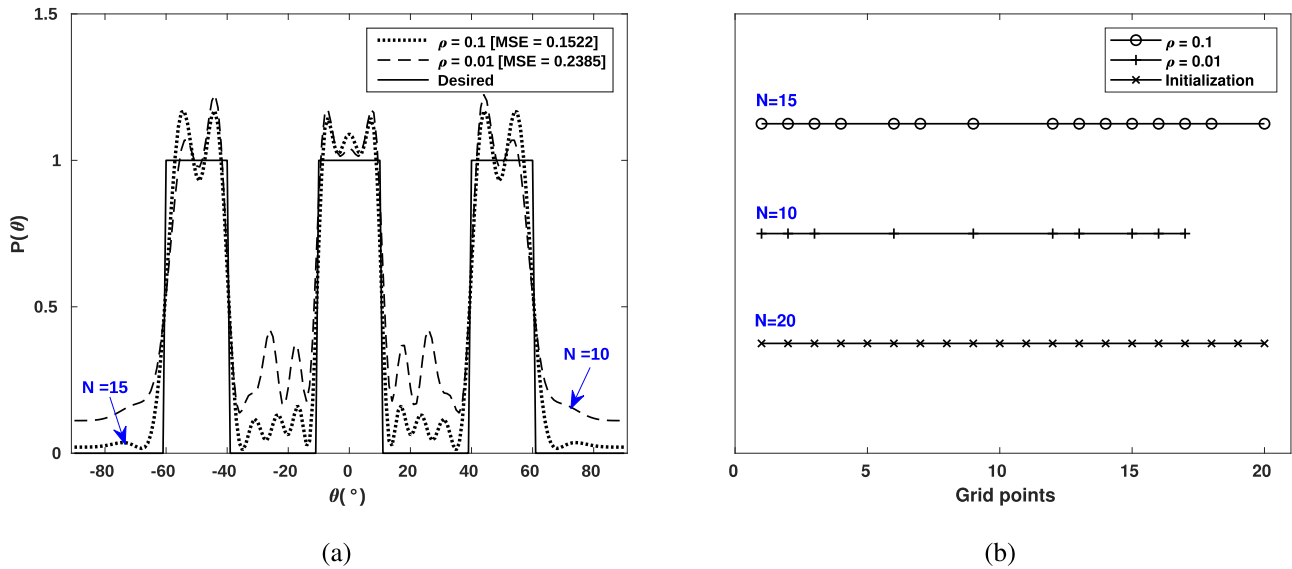 1.5
ρ = 0.1 [MSE = 0.1522]
ρ = 0.01 [MSE = 0.2385]
Desired
1
P(θ)
0.5
N =10
N =15
0
-80 -60 -40 -20 0 20 40 60 80
θ(°)
(a)
ρ = 0.1
ρ = 0.01
Initialization
N=15
N=10
N=20
0 5 10 15 20
Grid points
(b)